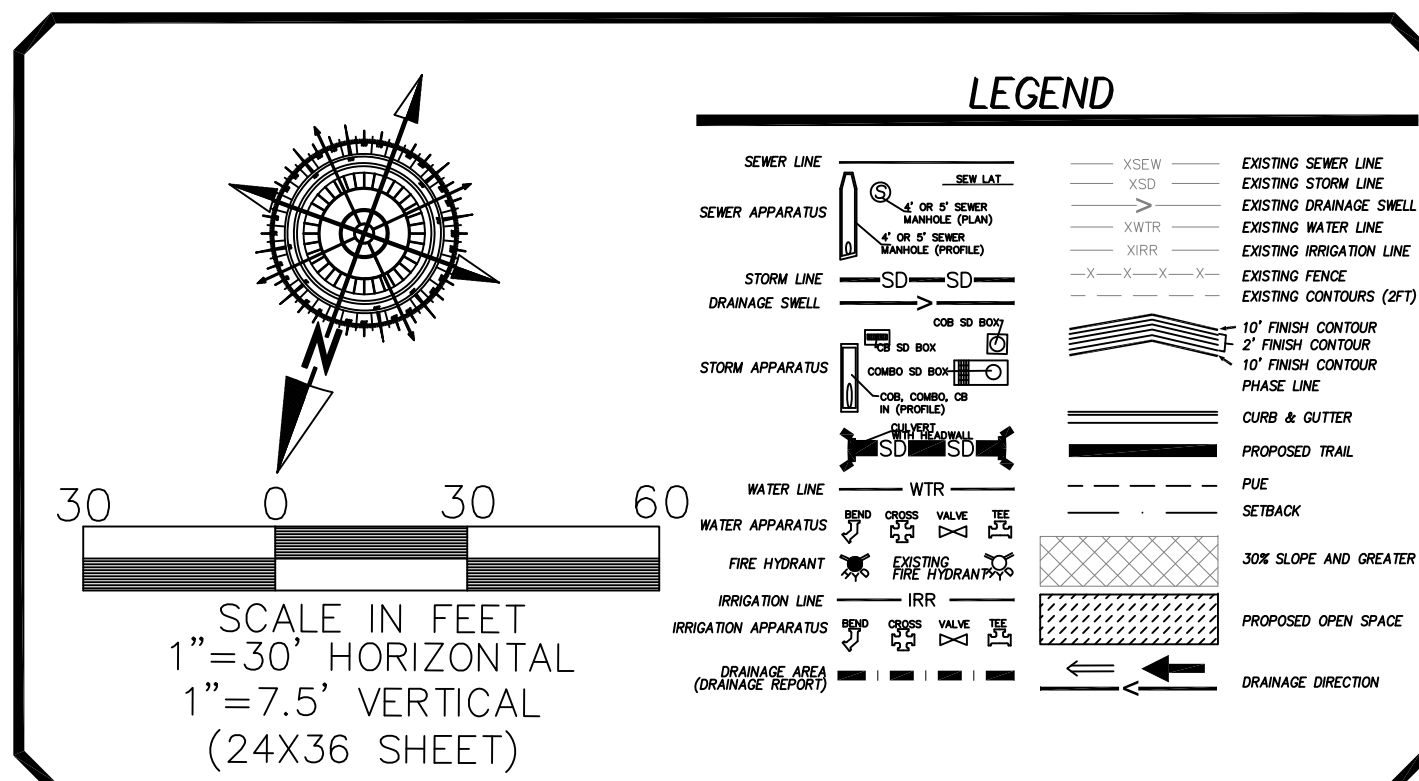 N
30 0 30 60
SCALE IN FEET
1"=30' HORIZONTAL
1"=7.5' VERTICAL
(24X36 SHEET)
LEGEND
SEWER LINE
SEWER APPARATUS
SEW LAT
S
4' OR 5' SEWER
MANHOLE (PLAN)
4' OR 5' SEWER
MANHOLE (PROFILE)
STORM LINE
SD SD
DRAINAGE SWELL
STORM APPARATUS
COB SD BOX
CB SD BOX
COMBO SD BOX
COB, COMBO, CB
IN (PROFILE)
CULVERT
WITH HEADWALL
SD SD
WATER LINE
WTR
WATER APPARATUS
BEND CROSS VALVE TEE
FIRE HYDRANT
EXISTING
FIRE HYDRANT
IRRIGATION LINE
IRR
IRRIGATION APPARATUS
BEND CROSS VALVE TEE
DRAINAGE AREA
(DRAINAGE REPORT)
XSEW EXISTING SEWER LINE
XSD EXISTING STORM LINE
EXISTING DRAINAGE SWELL
XWTR EXISTING WATER LINE
XIRR EXISTING IRRIGATION LINE
X X X X EXISTING FENCE
EXISTING CONTOURS (2FT)
10' FINISH CONTOUR
2' FINISH CONTOUR
10' FINISH CONTOUR
PHASE LINE
CURB & GUTTER
PROPOSED TRAIL
PUE
SETBACK
30% SLOPE AND GREATER
PROPOSED OPEN SPACE
DRAINAGE DIRECTION